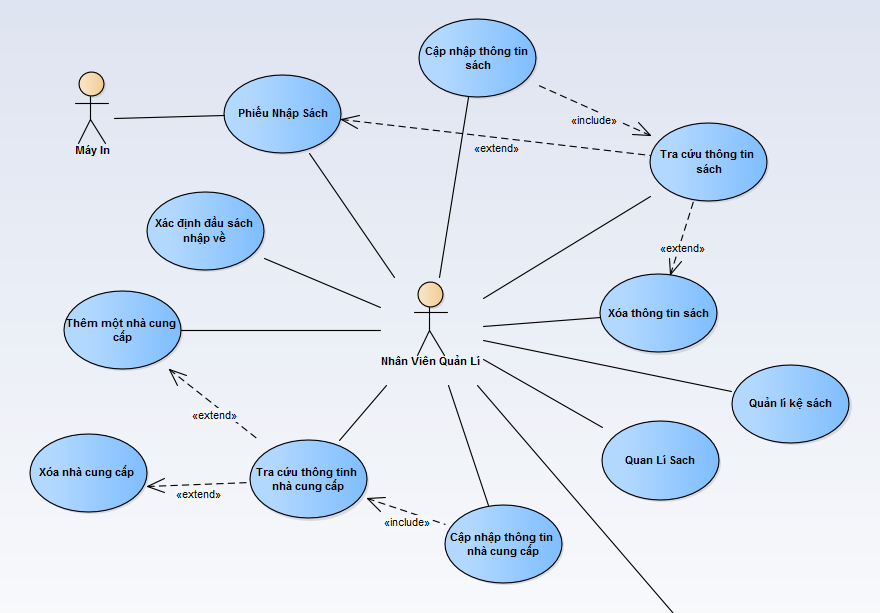 Cập nhập thông tin
sách
Phiếu Nhập Sách
«include»
Máy In
«extend»
Tra cứu thông tin
sách
Xác định đầu sách
nhập về
«extend»
Xóa thông tin sách
Thêm một nhà cung
cấp
Nhân Viên Quản Lí
Quản lì kệ sách
«extend»
Quan Lí Sach
Xóa nhà cung cấp
Tra cứu thông tinh
nhà cung cấp
«extend»
«include»
Cập nhập thông tin
nhà cung cấp